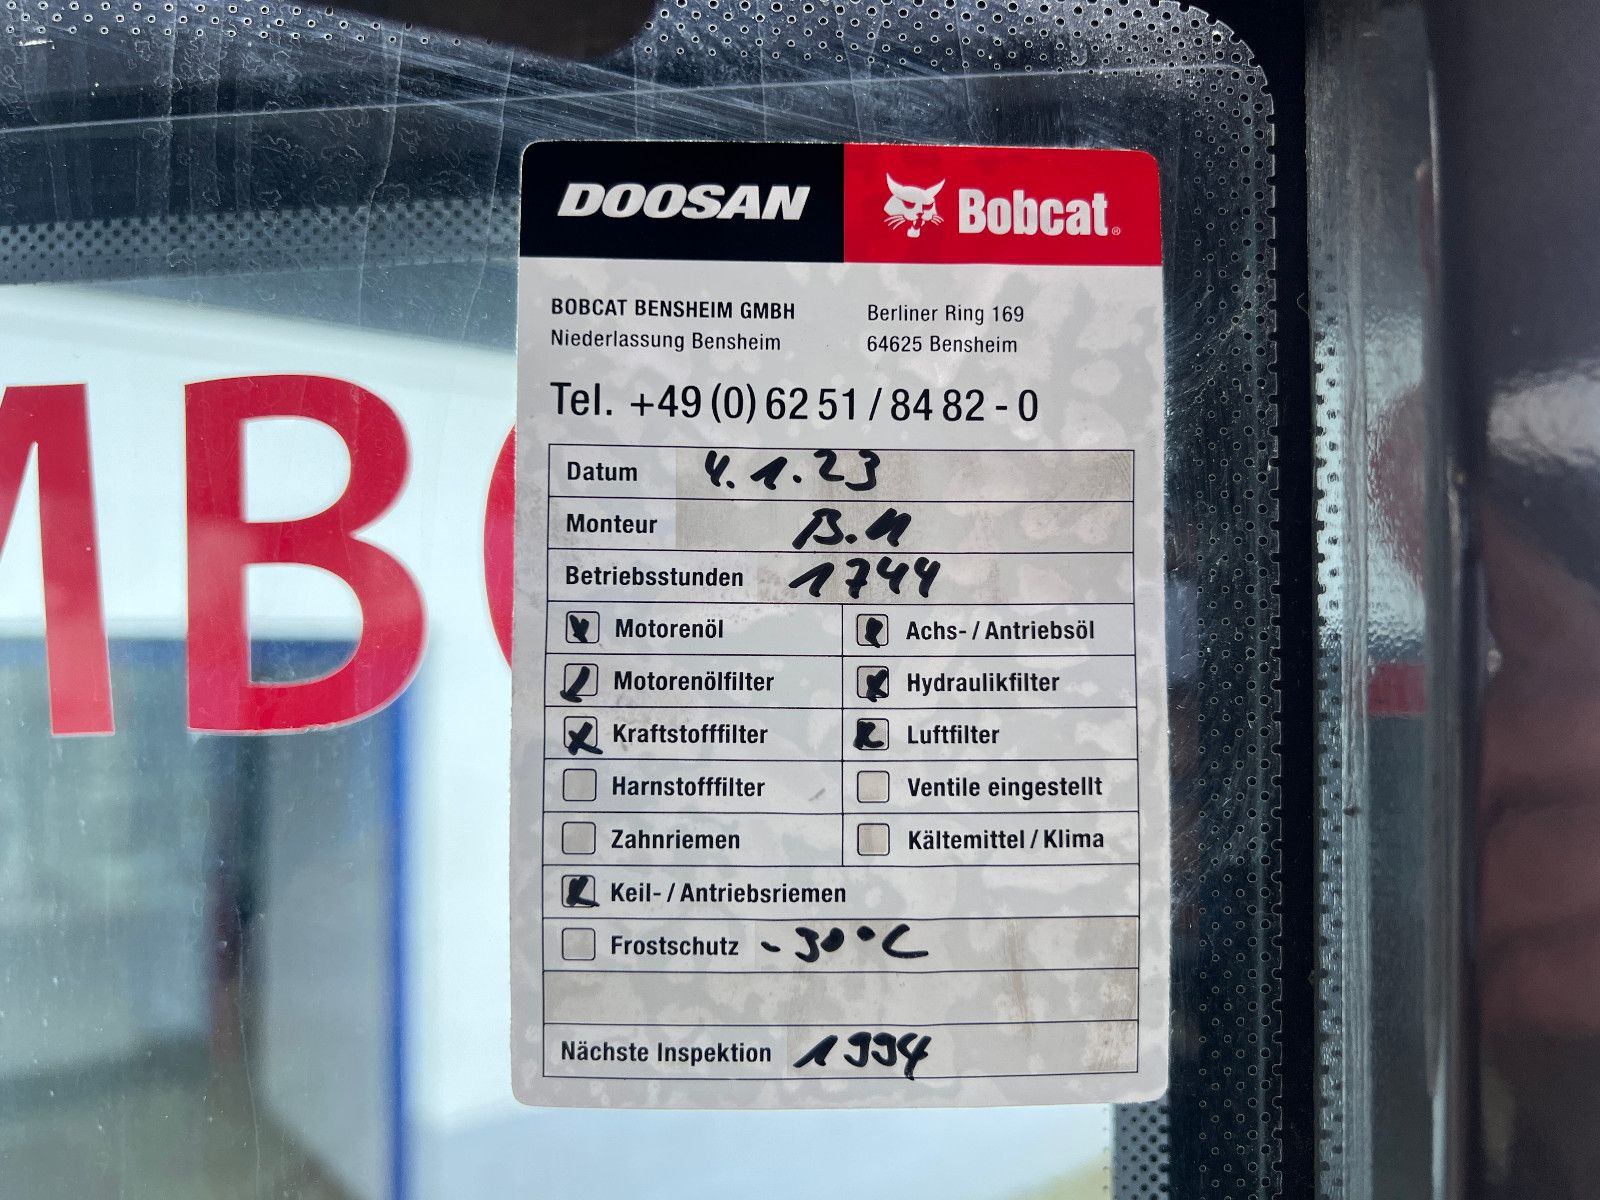 DOOSAN Bobcat®
BOBCAT BENSHEIM GMBH Berliner Ring 169
Niederlassung Bensheim 64625 Bensheim
Tel. +49 (0) 62 51 / 84 82 - 0
Datum 4.1.23
Monteur B.M
Betriebsstunden 1744
Motorenöl Achs- / Antriebsöl
Motorenölfilter Hydraulikfilter
Kraftstofffilter Luftfilter
Harnstofffilter Ventile eingestellt
Zahnriemen Kältemittel / Klima
Keil- / Antriebsriemen
Frostschutz -30°C
Nächste Inspektion 1994
MB